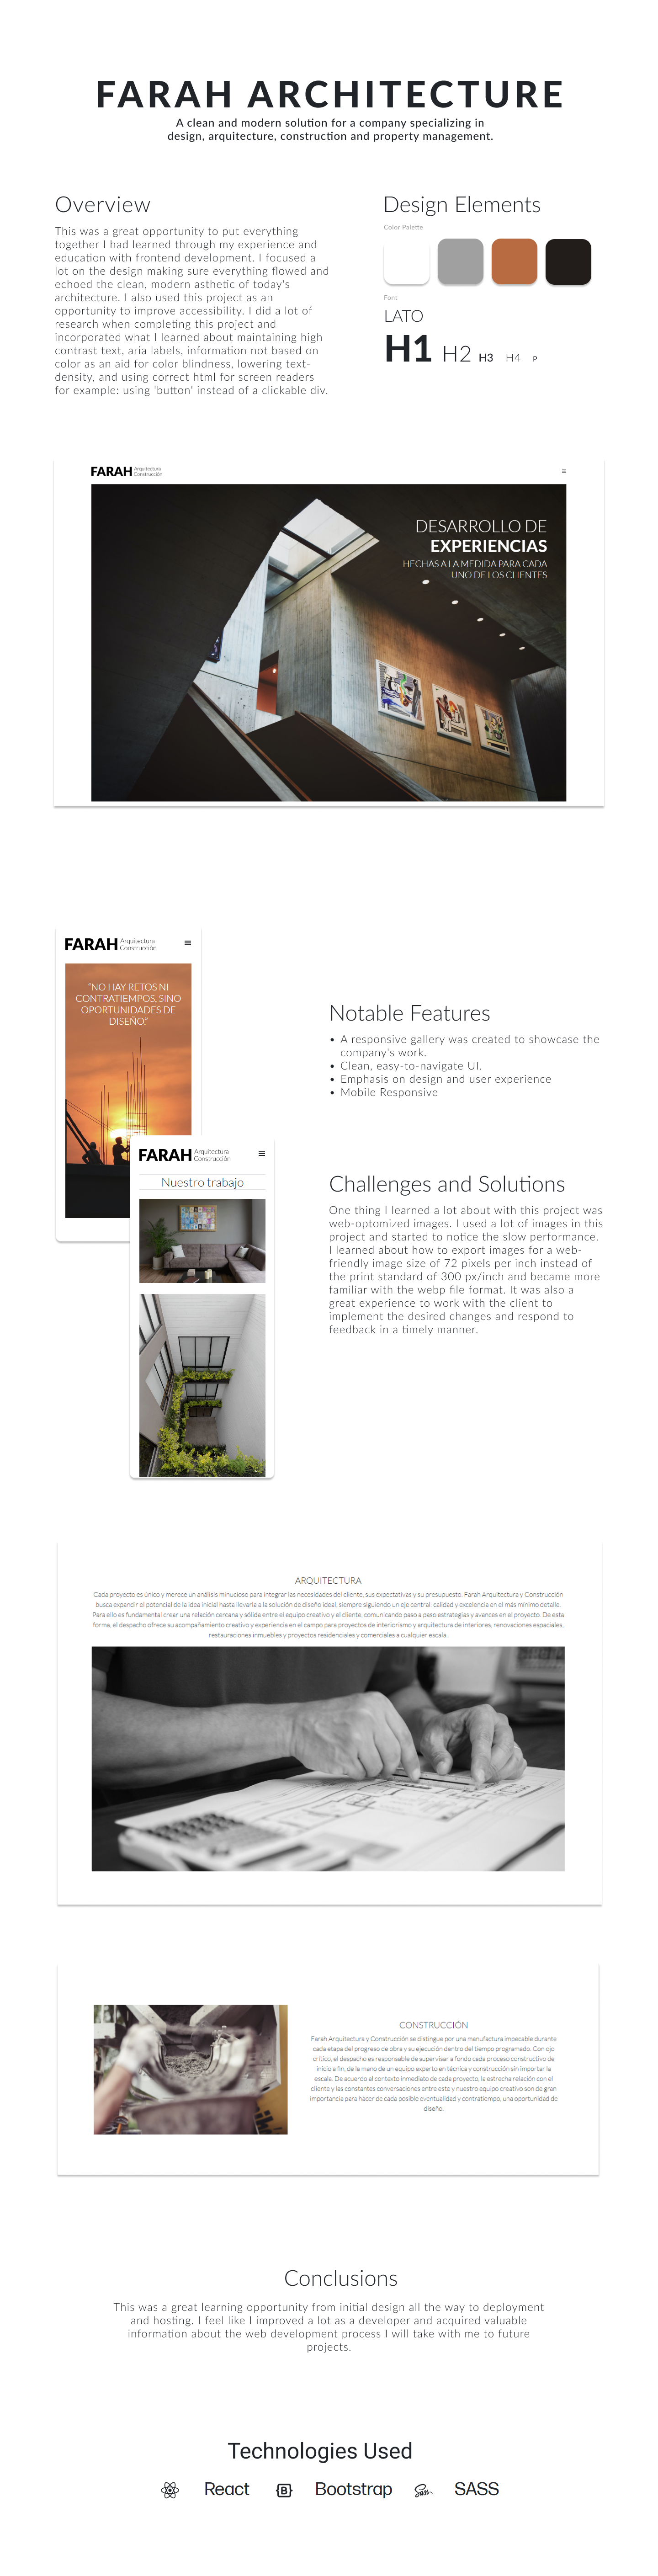 FARAH ARCHITECTURE
A clean and modern solution for a company specializing in
design, arquitecture, construction and property management.
Overview
This was a great opportunity to put everything
together I had learned through my experience and
education with frontend development. I focused a
lot on the design making sure everything flowed and
echoed the clean, modern asthetic of today's
architecture. I also used this project as an
opportunity to improve accessibility. I did a lot of
research when completing this project and
incorporated what I learned about maintaining high
contrast text, aria labels, information not based on
color as an aid for color blindness, lowering text-
density, and using correct html for screen readers
for example: using 'button' instead of a clickable div.
Design Elements
Color Palette
Font
LATO
H1 H2 H3 H4 P
FARAH Arquitectura
Construcción
DESARROLLO DE
EXPERIENCIAS
HECHAS A LA MEDIDA PARA CADA
UNO DE LOS CLIENTES
FARAH Arquitectura
Construcción
"NO HAY RETOS NI
CONTRATIEMPOS, SINO
OPORTUNIDADES DE
DISEÑO."
FARAH Arquitectura
Construcción
Nuestro trabajo
Notable Features
• A responsive gallery was created to showcase the
company's work.
• Clean, easy-to-navigate UI.
• Emphasis on design and user experience
• Mobile Responsive
Challenges and Solutions
One thing I learned a lot about with this project was
web-optomized images. I used a lot of images in this
project and started to notice the slow performance.
I learned about how to export images for a web-
friendly image size of 72 pixels per inch instead of
the print standard of 300 px/inch and became more
familiar with the webp file format. It was also a
great experience to work with the client to
implement the desired changes and respond to
feedback in a timely manner.
ARQUITECTURA
Cada proyecto es único y merece un análisis minucioso para integrar las necesidades del cliente, sus expectativas y su presupuesto. Farah Arquitectura y Construcción
busca expandir el potencial de la idea inicial hasta llevarla a la solución de diseño ideal, siempre siguiendo un eje central: calidad y excelencia en el más mínimo detalle.
Para ello es fundamental crear una relación cercana y sólida entre el equipo creativo y el cliente, comunicando paso a paso estrategias y avances en el proyecto. De esta
forma, el despacho ofrece su acompañamiento creativo y experiencia en el campo para proyectos de interiorismo y arquitectura de interiores, renovaciones espaciales,
restauraciones inmuebles y proyectos residenciales y comerciales a cualquier escala.
CONSTRUCCIÓN
Farah Arquitectura y Construcción se distingue por una manufactura impecable durante
cada etapa del progreso de obra y su ejecución dentro del tiempo programado. Con ojo
crítico, el despacho es responsable de supervisar a fondo cada proceso constructivo de
inicio a fin, de la mano de un equipo experto en técnica y construcción sin importar la
escala. De acuerdo al contexto inmediato de cada proyecto, la estrecha relación con el
cliente y las constantes conversaciones entre este y nuestro equipo creativo son de gran
importancia para hacer de cada posible eventualidad y contratiempo, una oportunidad de
diseño.
Conclusions
This was a great learning opportunity from initial design all the way to deployment
and hosting. I feel like I improved a lot as a developer and acquired valuable
information about the web development process I will take with me to future
projects.
Technologies Used
React B Bootstrap Sass SASS